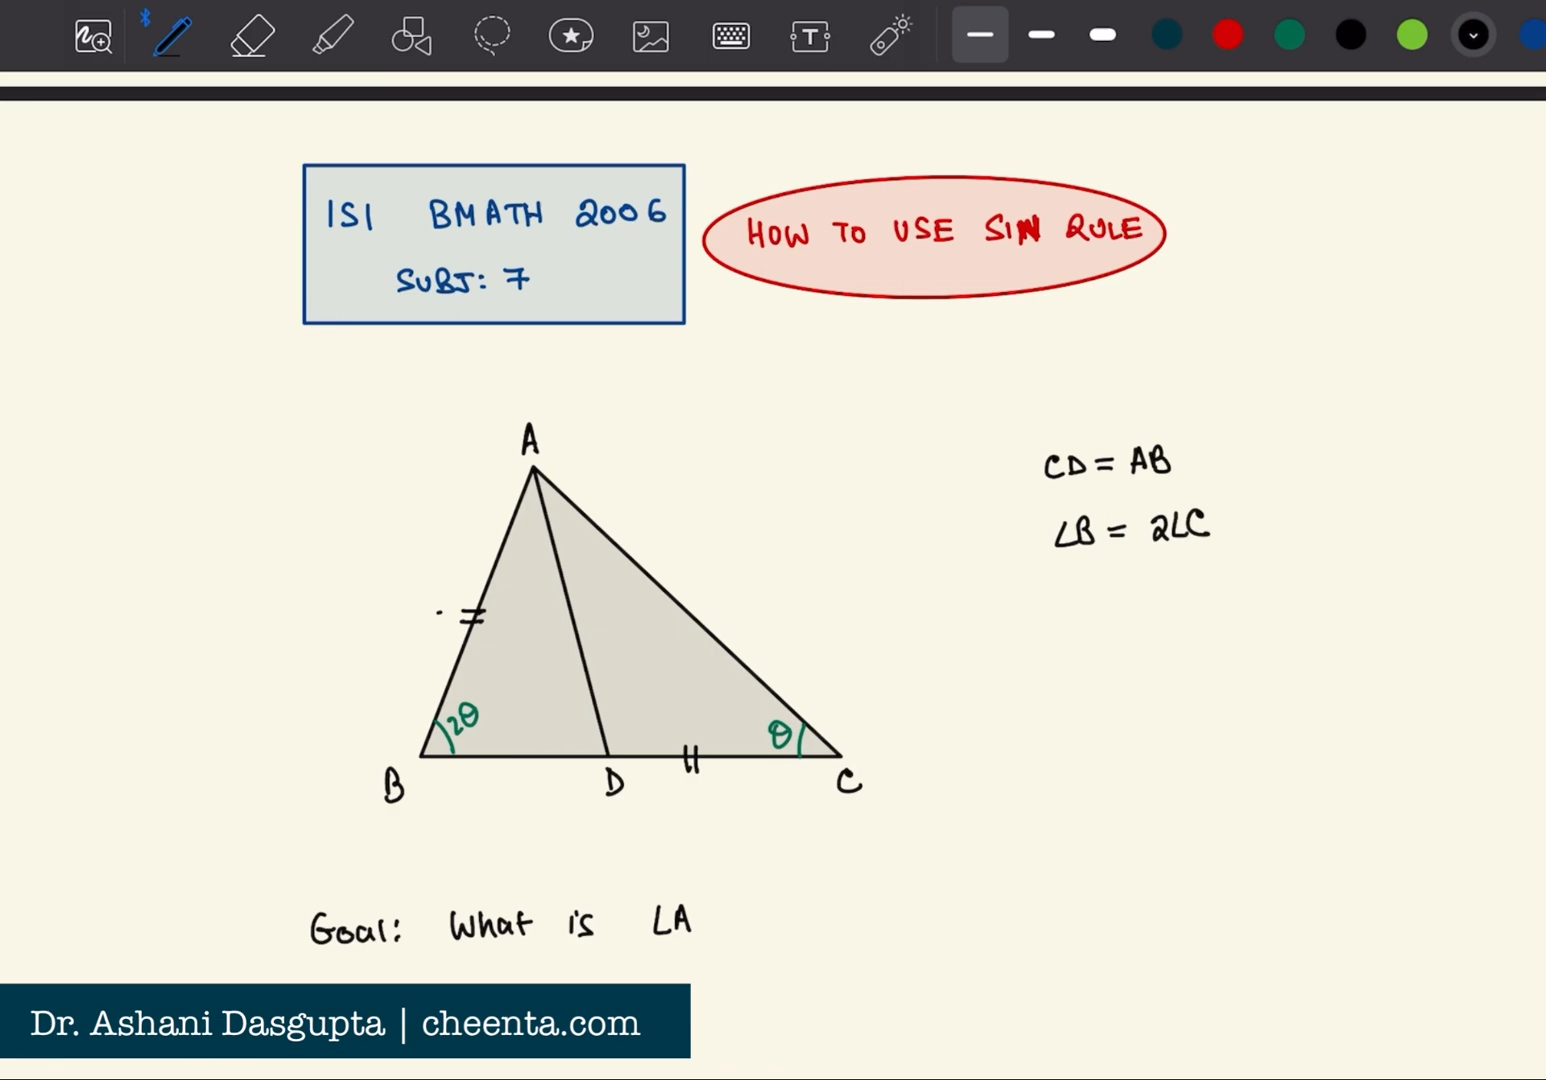 ISI BMATH 2006
SUBJ: 7
HOW TO USE SIN RULE
A
CD = AB
∠B = 2∠C
2θ
θ
B
D
C
Goal: What is ∠A
Dr. Ashani Dasgupta | cheenta.com